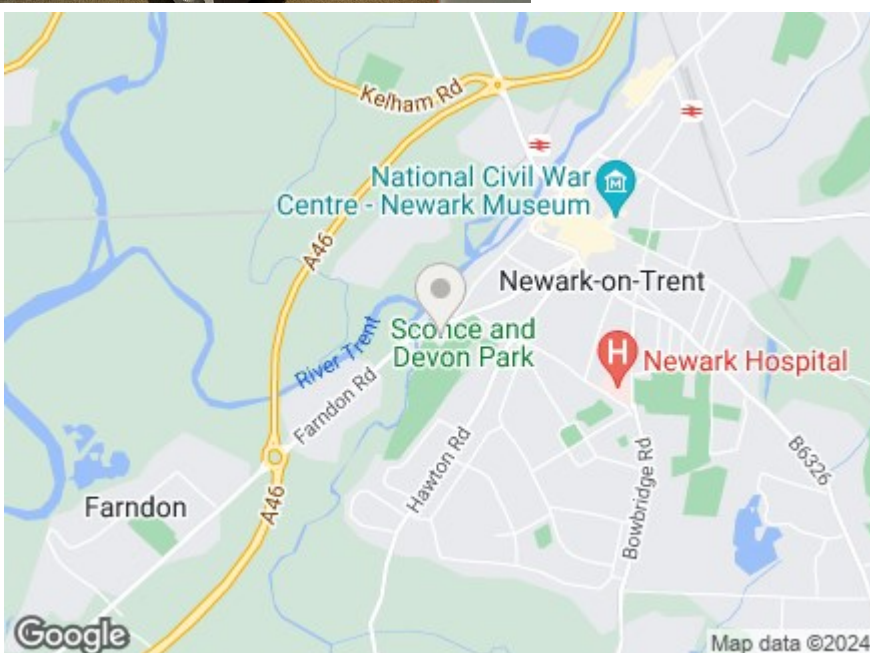 Kelham Rd
National Civil War
Centre - Newark Museum
A46
Newark-on-Trent
River Trent
Sconce and
Devon Park
H
Newark Hospital
Farndon Rd
Hawton Rd
B6326
Bowbridge Rd
Farndon
A46
Google
Map data ©2024